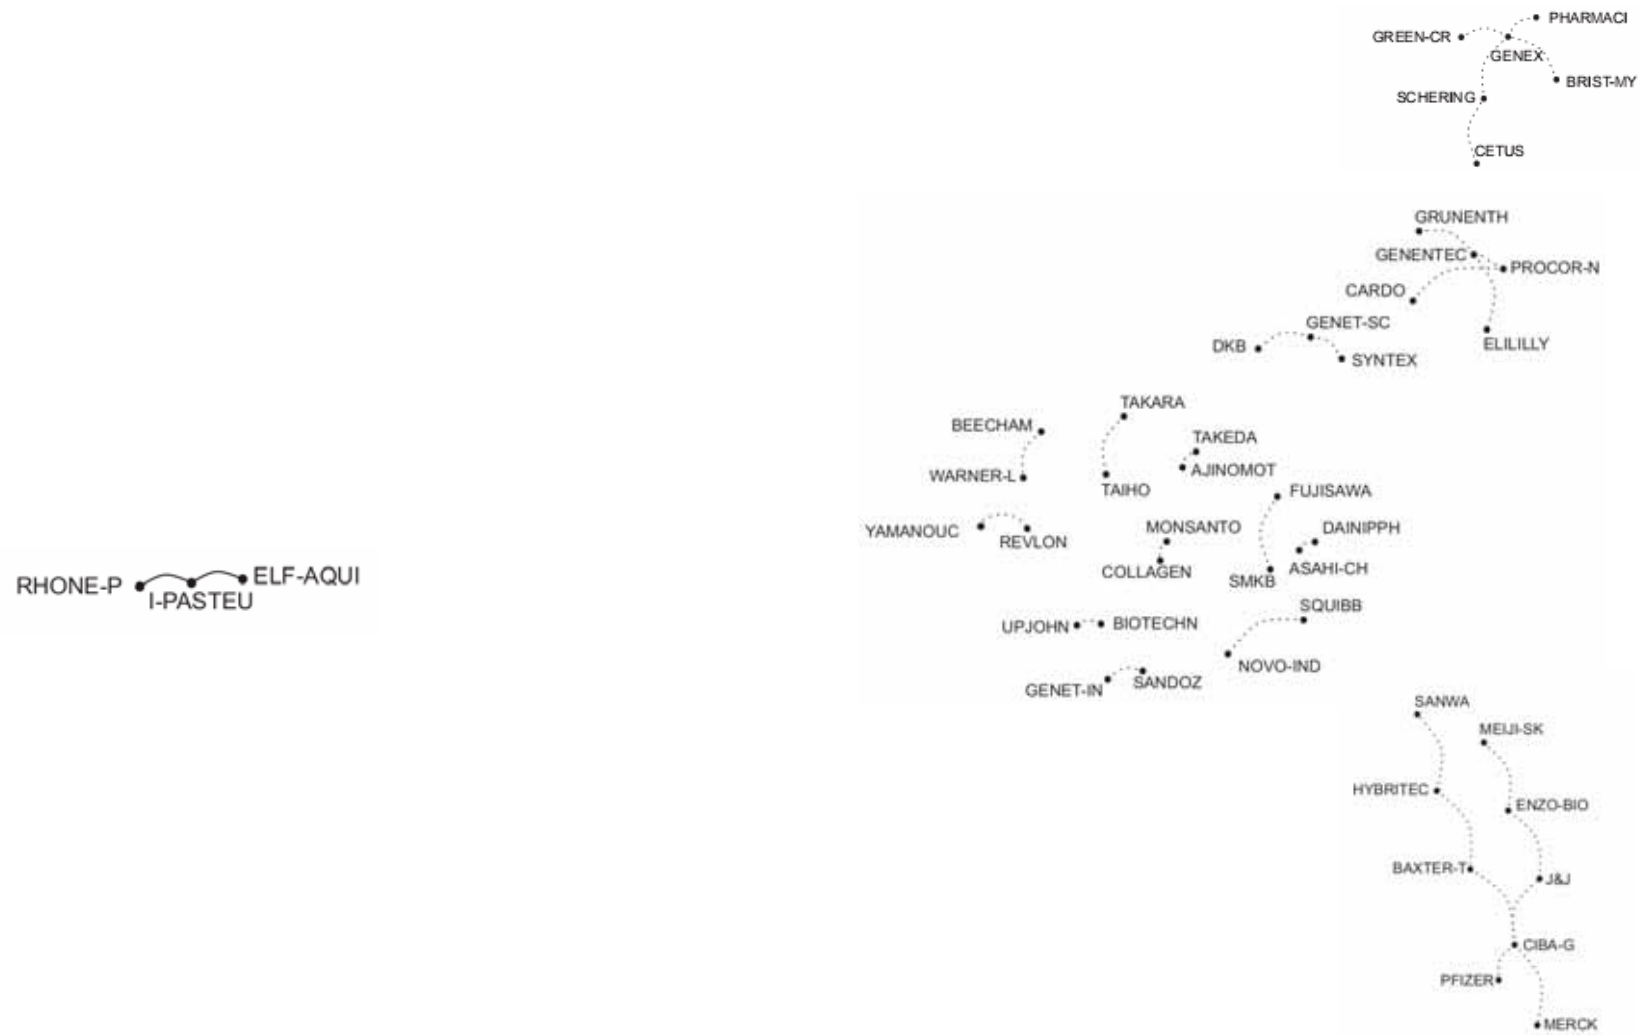 PHARMACI
GREEN-CR
GENEX
BRIST-MY
SCHERING
CETUS
GRUNENTH
GENENTEC
PROCOR-N
CARDO
GENET-SC
DKB
ELILILLY
SYNTEX
TAKARA
BEECHAM
TAKEDA
AJINOMOT
WARNER-L
TAIHO
FUJISAWA
MONSANTO
DAINIPPH
YAMANOUC
REVLON
COLLAGEN
ASAHI-CH
SMKB
RHONE-P
ELF-AQUI
I-PASTEU
SQUIBB
UPJOHN
BIOTECHN
NOVO-IND
GENET-IN
SANDOZ
SANWA
MEIJI-SK
HYBRITEC
ENZO-BIO
BAXTER-T
J&J
CIBA-G
PFIZER
MERCK